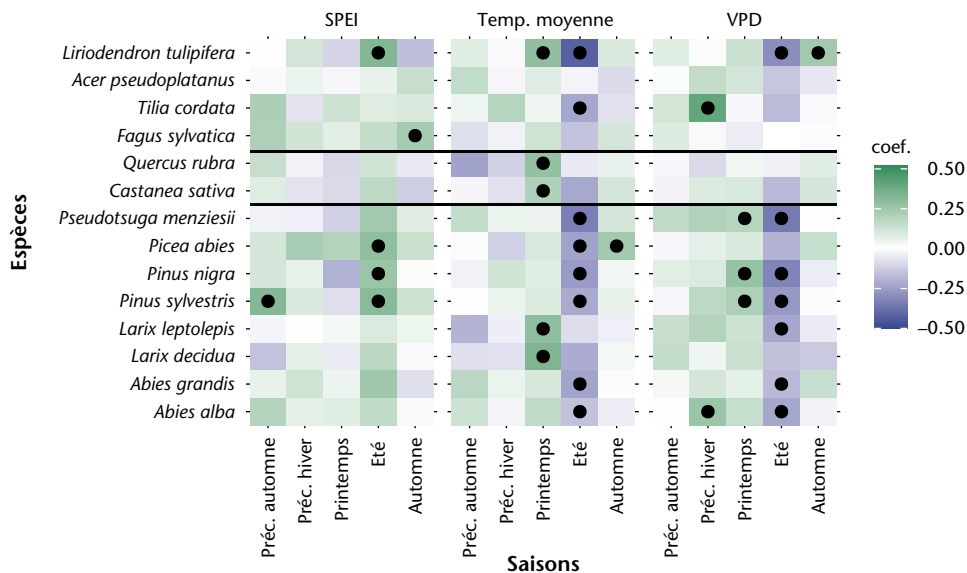 SPEI Temp. moyenne VPD
Espèces
Liriodendron tulipifera
Acer pseudoplatanus
Tilia cordata
Fagus sylvatica
Quercus rubra
Castanea sativa
Pseudotsuga menziesii
Picea abies
Pinus nigra
Pinus sylvestris
Larix leptolepis
Larix decidua
Abies grandis
Abies alba
coef.
0.50
0.25
0.00
–0.25
–0.50
Préc. automne
Préc. hiver
Printemps
Eté
Automne
Préc. automne
Préc. hiver
Printemps
Eté
Automne
Préc. automne
Préc. hiver
Printemps
Eté
Automne
Saisons